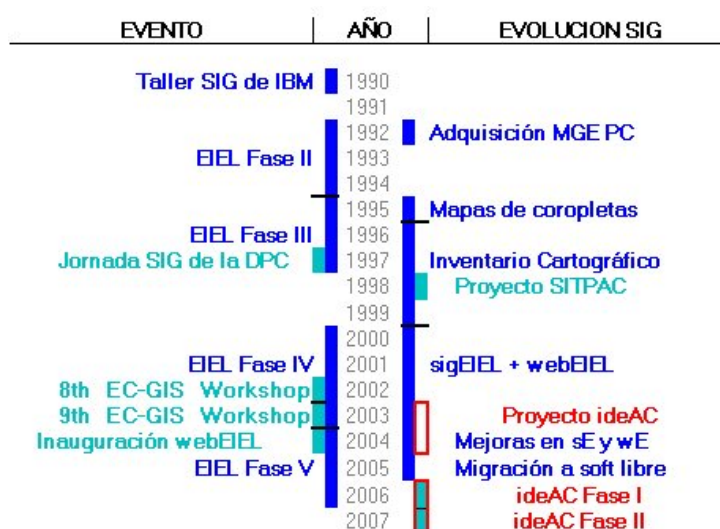 EVENTO AÑO EVOLUCION SIG
Taller SIG de IBM 1990
1991
1992 Adquisición MGE PC
EIEL Fase II 1993
1994
1995 Mapas de coropletas
EIEL Fase III 1996
Jornada SIG de la DPC 1997 Inventario Cartográfico
1998 Proyecto SITPAC
1999
2000
EIEL Fase IV 2001 sigEIEL + webEIEL
8th EC-GIS Workshop 2002
9th EC-GIS Workshop 2003 Proyecto ideAC
Inauguración webEIEL 2004 Mejoras en sE y wE
EIEL Fase V 2005 Migración a soft libre
2006 ideAC Fase I
2007 ideAC Fase II